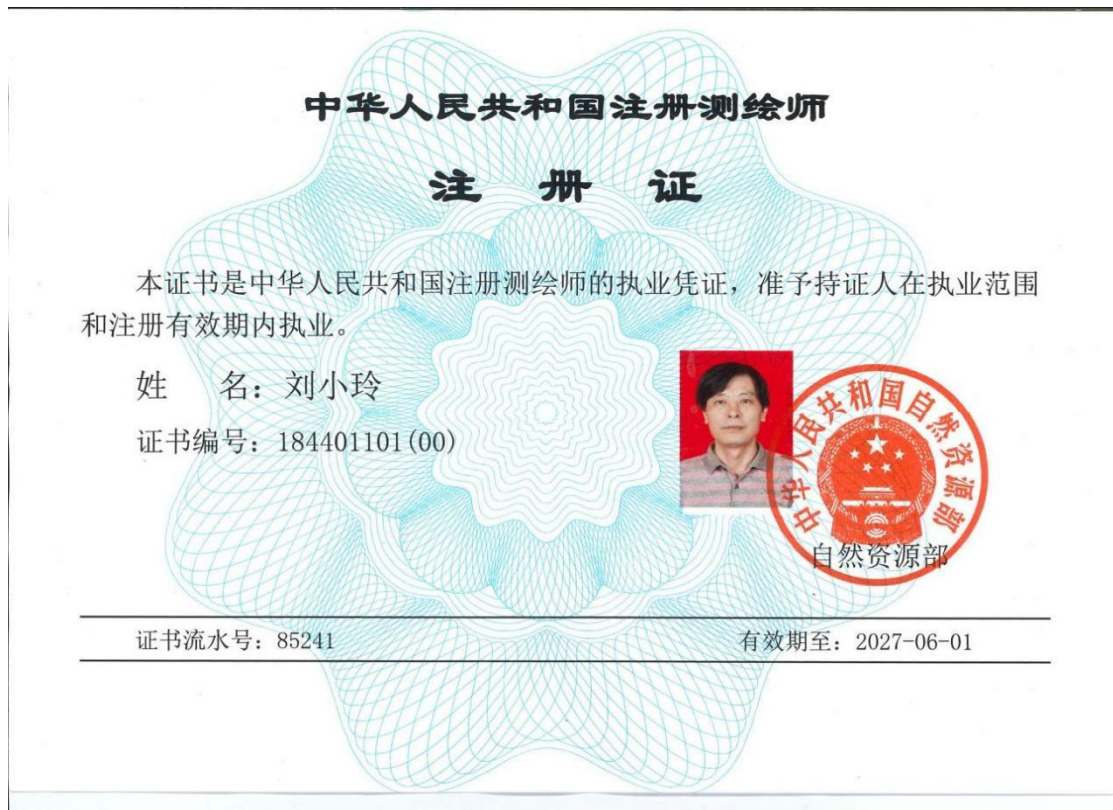 中华人民共和国注册测绘师
注 册 证
本证书是中华人民共和国注册测绘师的执业凭证，准予持证人在执业范围
和注册有效期内执业。
姓 名：刘小玲
证书编号：184401101(00)
中华人民共和国自然资源部
自然资源部
证书流水号：85241
有效期至：2027-06-01